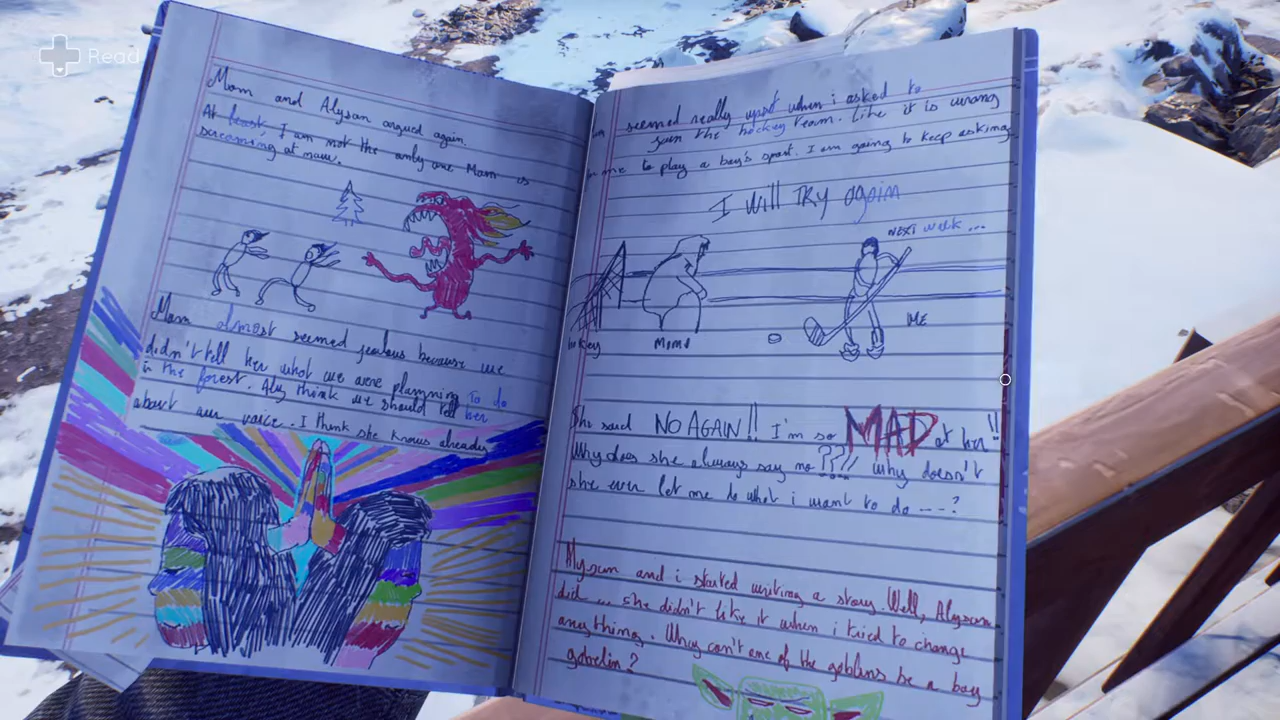 Read
Mom and Alyson argued again.
At least, I am not the only one Mom is
screaming at now.
Mom almost seemed jealous because we
didn't tell her what we were planning to do
in the forest. Aly think we should tell her
about our voice. I think she knows already
seemed really upset when i asked to
join the hockey team. Like it is wrong
me to play a boy's sport. I am going to keep asking
I will TRY again
next week ...
ME
hockey
Moms
She said NO AGAIN!! I'm so MAD at her!!
Why does she always say no ??!! why doesn't
she ever let me do what i want to do ---?
Alyson and i started writing a story. Well, Alyson
did ... she didn't like it when i tried to change
anything. Why can't one of the goblins be a boy
gobelin?